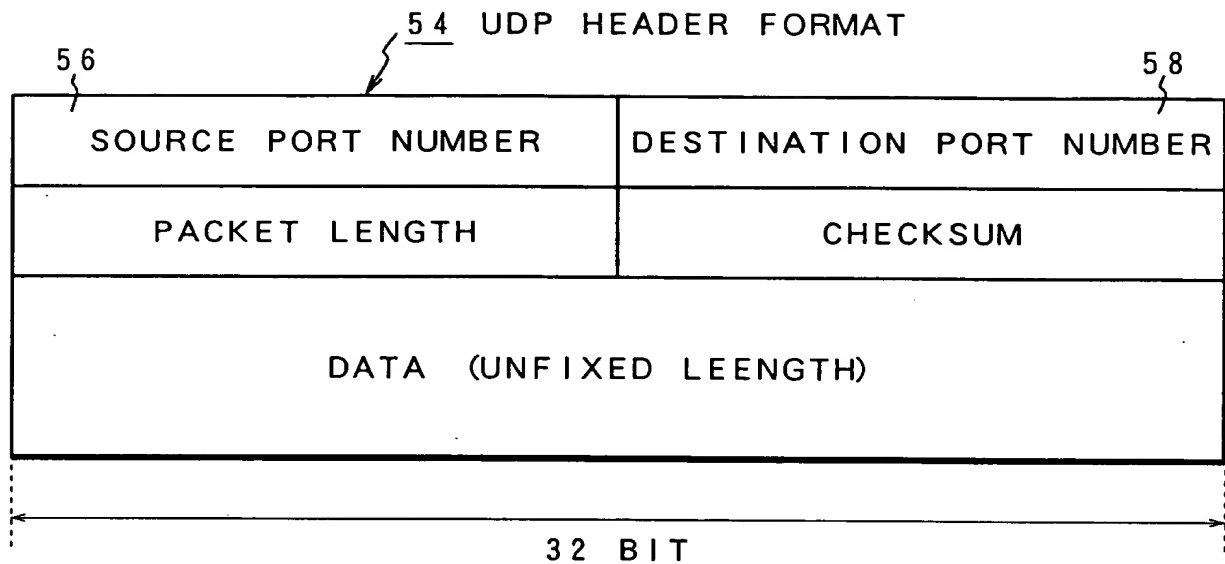 54 UDP HEADER FORMAT
56
58
SOURCE PORT NUMBER
DESTINATION PORT NUMBER
PACKET LENGTH
CHECKSUM
DATA (UNFIXED LEENGTH)
32 BIT